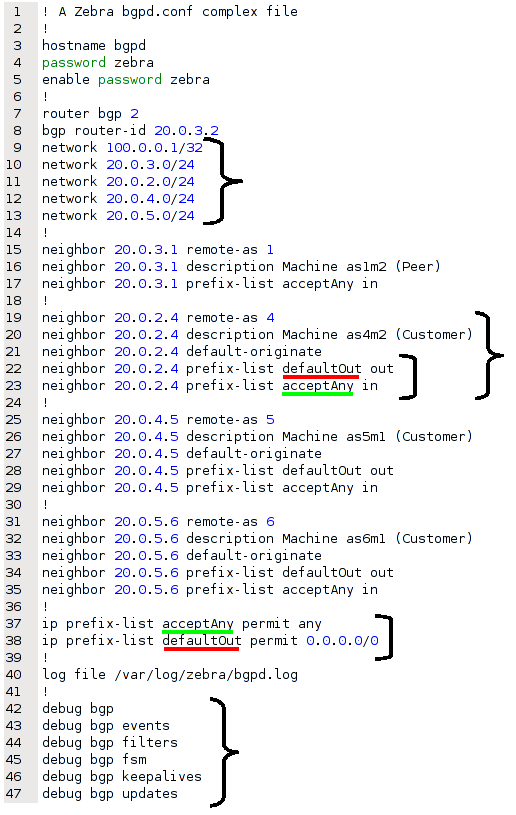 1 ! A Zebra bgpd.conf complex file
2 !
3 hostname bgpd
4 password zebra
5 enable password zebra
6 !
7 router bgp 2
8 bgp router-id 20.0.3.2
9 network 100.0.0.1/32
10 network 20.0.3.0/24
11 network 20.0.2.0/24
12 network 20.0.4.0/24
13 network 20.0.5.0/24
14 !
15 neighbor 20.0.3.1 remote-as 1
16 neighbor 20.0.3.1 description Machine as1m2 (Peer)
17 neighbor 20.0.3.1 prefix-list acceptAny in
18 !
19 neighbor 20.0.2.4 remote-as 4
20 neighbor 20.0.2.4 description Machine as4m2 (Customer)
21 neighbor 20.0.2.4 default-originate
22 neighbor 20.0.2.4 prefix-list defaultOut out
23 neighbor 20.0.2.4 prefix-list acceptAny in
24 !
25 neighbor 20.0.4.5 remote-as 5
26 neighbor 20.0.4.5 description Machine as5m1 (Customer)
27 neighbor 20.0.4.5 default-originate
28 neighbor 20.0.4.5 prefix-list defaultOut out
29 neighbor 20.0.4.5 prefix-list acceptAny in
30 !
31 neighbor 20.0.5.6 remote-as 6
32 neighbor 20.0.5.6 description Machine as6m1 (Customer)
33 neighbor 20.0.5.6 default-originate
34 neighbor 20.0.5.6 prefix-list defaultOut out
35 neighbor 20.0.5.6 prefix-list acceptAny in
36 !
37 ip prefix-list acceptAny permit any
38 ip prefix-list defaultOut permit 0.0.0.0/0
39 !
40 log file /var/log/zebra/bgpd.log
41 !
42 debug bgp
43 debug bgp events
44 debug bgp filters
45 debug bgp fsm
46 debug bgp keepalives
47 debug bgp updates